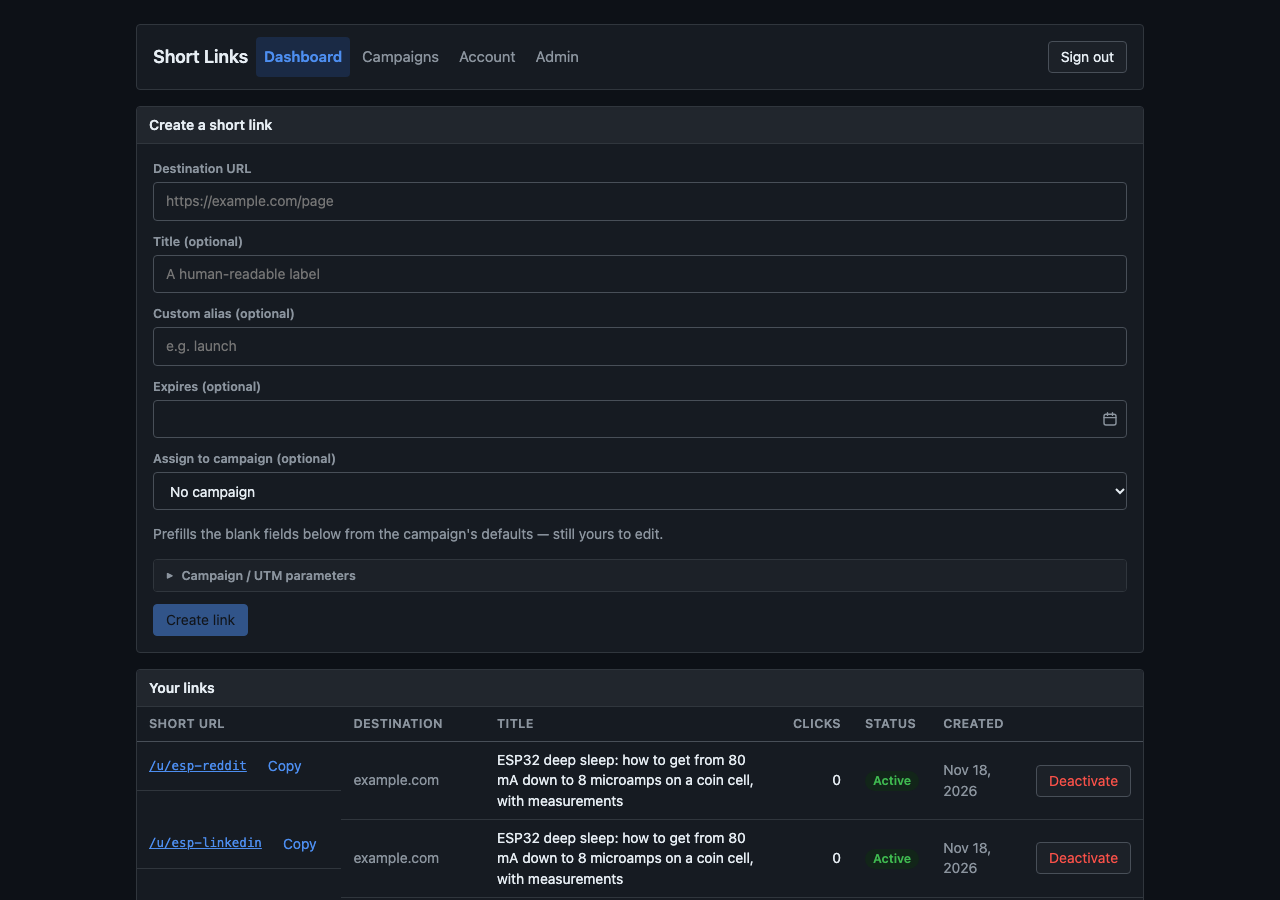 Short Links Dashboard Campaigns Account Admin Sign out
Create a short link
Destination URL
https://example.com/page
Title (optional)
A human-readable label
Custom alias (optional)
e.g. launch
Expires (optional)
Assign to campaign (optional)
No campaign
Prefills the blank fields below from the campaign's defaults — still yours to edit.
Campaign / UTM parameters
Create link
Your links
SHORT URL DESTINATION TITLE CLICKS STATUS CREATED
/u/esp-reddit Copy example.com ESP32 deep sleep: how to get from 80
mA down to 8 microamps on a coin cell,
with measurements 0 Active Nov 18,
2026 Deactivate
/u/esp-linkedin Copy example.com ESP32 deep sleep: how to get from 80
mA down to 8 microamps on a coin cell,
with measurements 0 Active Nov 18,
2026 Deactivate